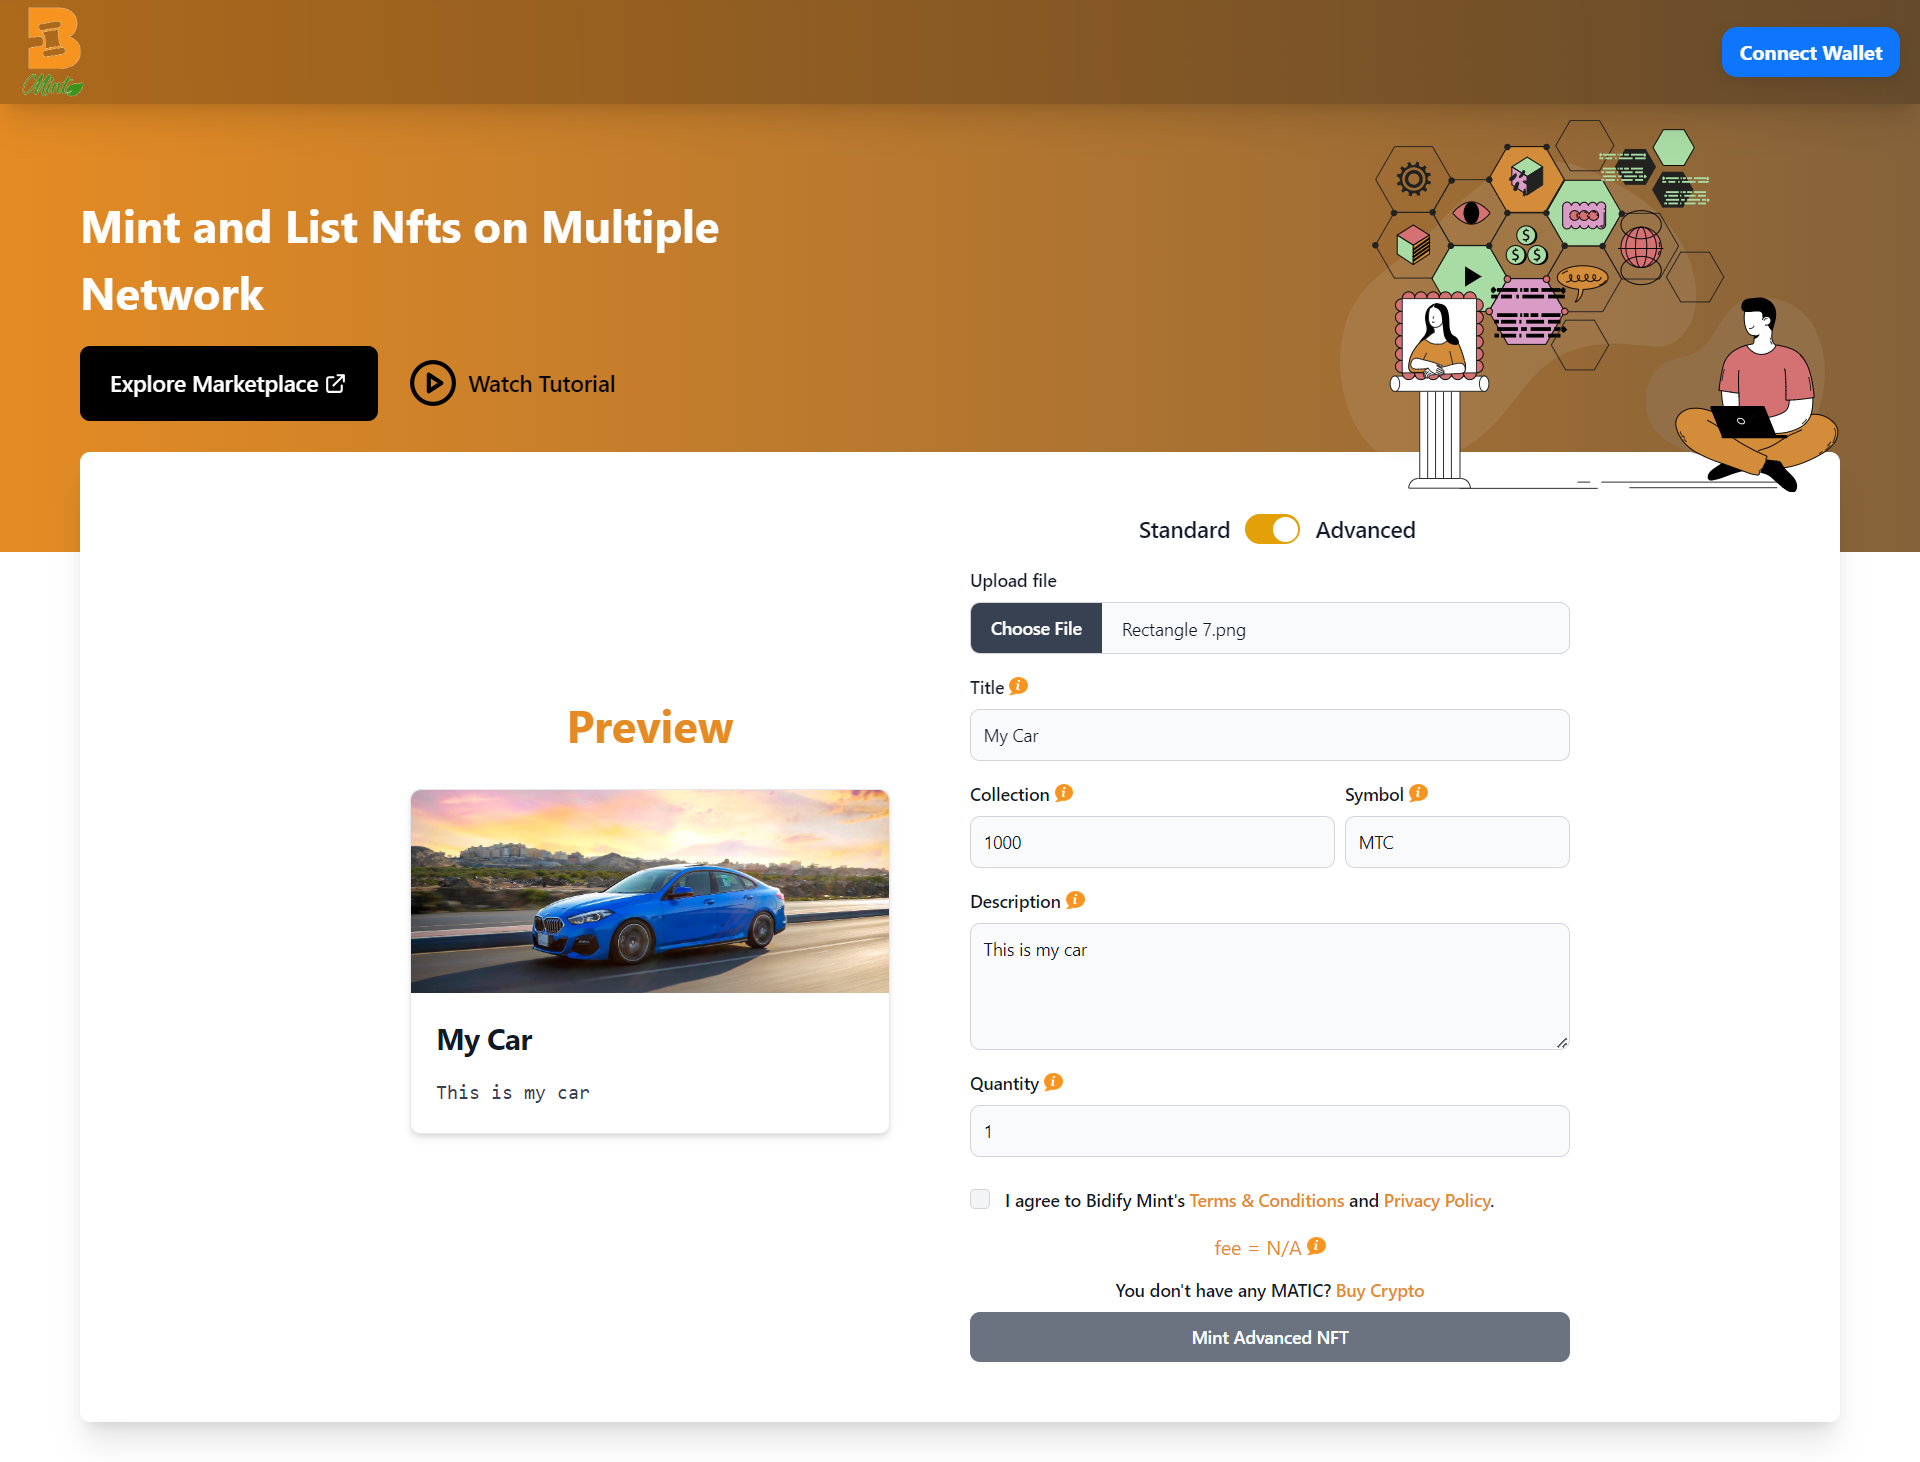 B
Mint
Connect Wallet
Mint and List Nfts on Multiple
Network
Explore Marketplace
Watch Tutorial
Standard
Advanced
Upload file
Choose File
Rectangle 7.png
Title
My Car
Collection
Symbol
1000
MTC
Description
This is my car
Quantity
1
I agree to Bidify Mint's Terms & Conditions and Privacy Policy.
fee = N/A
You don't have any MATIC? Buy Crypto
Mint Advanced NFT
Preview
My Car
This is my car